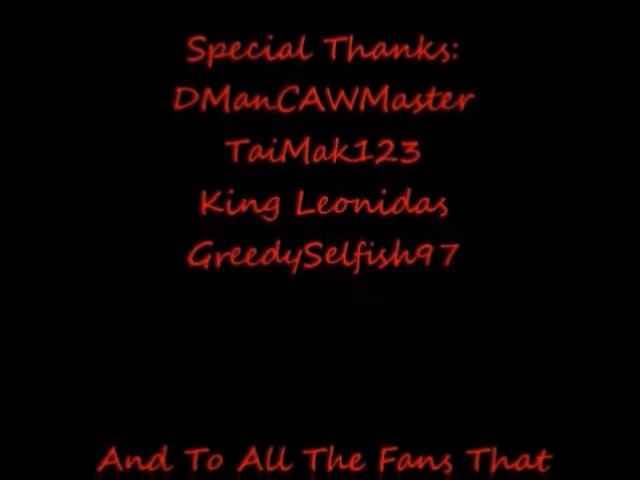 Special Thanks:
DManCAWMaster
TaiMak123
King Leonidas
GreedySelfish97
And To All The Fans That